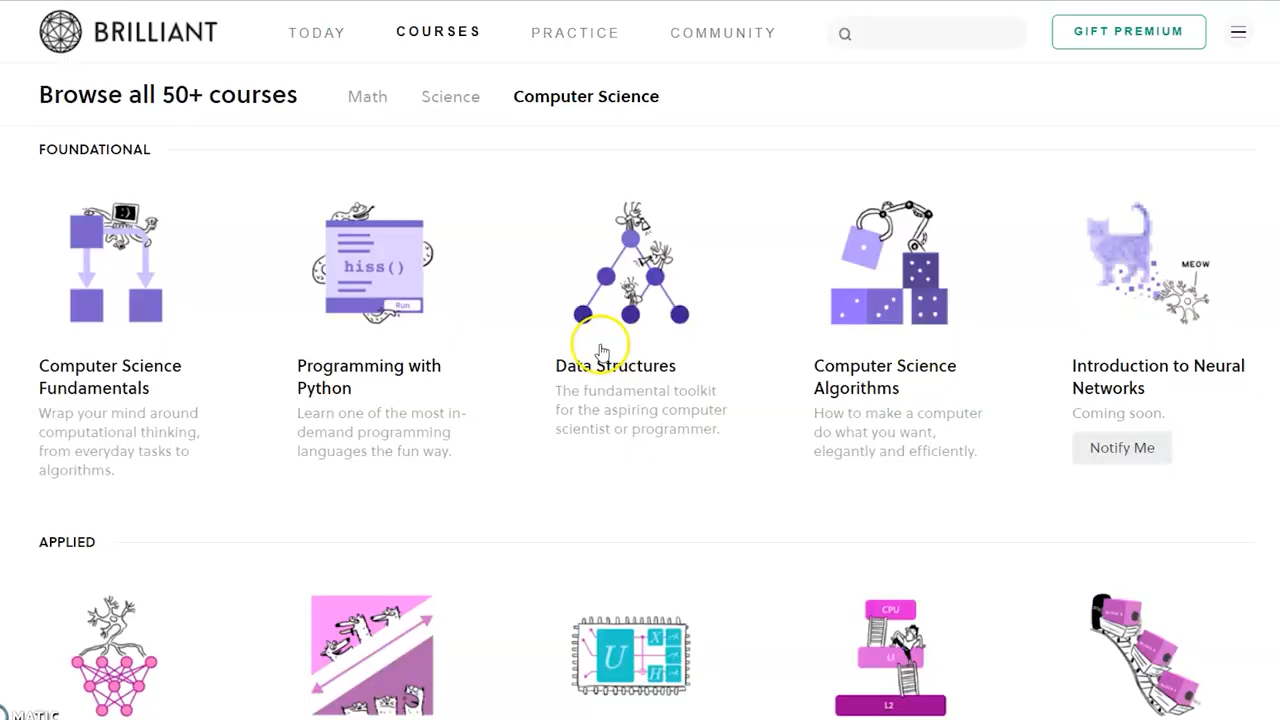 BRILLIANT
TODAY
COURSES
PRACTICE
COMMUNITY
GIFT PREMIUM
Browse all 50+ courses
Math
Science
Computer Science
FOUNDATIONAL
hiss()
Run
MEOW
Computer Science
Fundamentals
Wrap your mind around
computational thinking,
from everyday tasks to
algorithms.
Programming with
Python
Learn one of the most in-
demand programming
languages the fun way.
Data Structures
The fundamental toolkit
for the aspiring computer
scientist or programmer.
Computer Science
Algorithms
How to make a computer
do what you want,
elegantly and efficiently.
Introduction to Neural
Networks
Coming soon.
Notify Me
APPLIED
U
X
H
CPU
L1
L2
MATIC